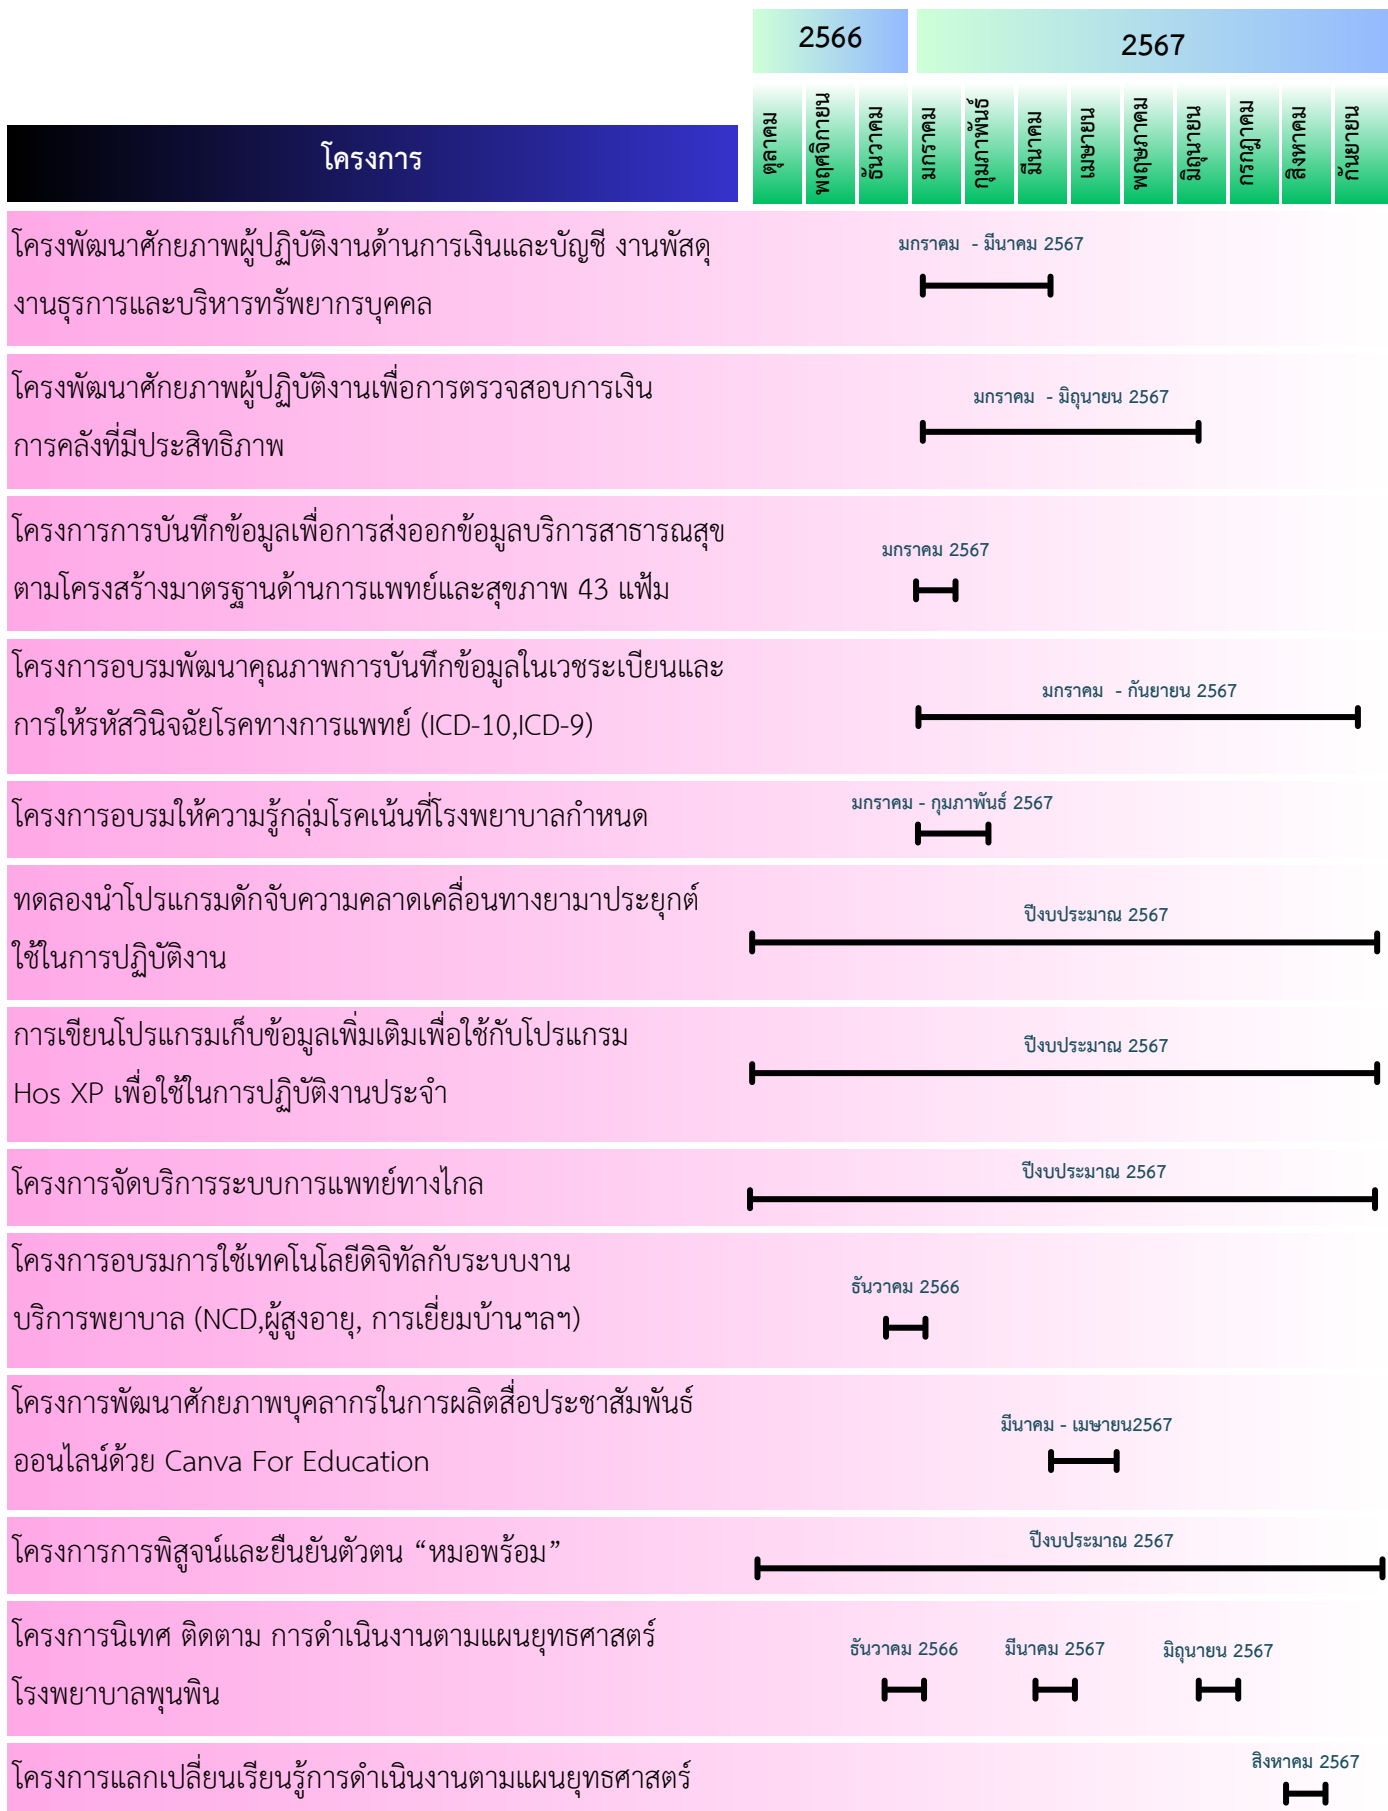 2566
2567
โครงการ
ตุลาคม
พฤศจิกายน
ธันวาคม
มกราคม
กุมภาพันธ์
มีนาคม
เมษายน
พฤษภาคม
มิถุนายน
กรกฎาคม
สิงหาคม
กันยายน
โครงพัฒนาศักยภาพผู้ปฏิบัติงานด้านการเงินและบัญชี งานพัสดุ
งานธุรการและบริหารทรัพยากรบุคคล
มกราคม - มีนาคม 2567
โครงพัฒนาศักยภาพผู้ปฏิบัติงานเพื่อการตรวจสอบการเงิน
การคลังที่มีประสิทธิภาพ
มกราคม - มิถุนายน 2567
โครงการการบันทึกข้อมูลเพื่อการส่งออกข้อมูลบริการสาธารณสุข
ตามโครงสร้างมาตรฐานด้านการแพทย์และสุขภาพ 43 แฟ้ม
มกราคม 2567
โครงการอบรมพัฒนาคุณภาพการบันทึกข้อมูลในเวชระเบียนและ
การให้รหัสวินิจฉัยโรคทางการแพทย์ (ICD-10,ICD-9)
มกราคม - กันยายน 2567
โครงการอบรมให้ความรู้กลุ่มโรคเน้นที่โรงพยาบาลกำหนด
มกราคม - กุมภาพันธ์ 2567
ทดลองนำโปรแกรมดักจับความคลาดเคลื่อนทางยามาประยุกต์
ใช้ในการปฏิบัติงาน
ปีงบประมาณ 2567
การเขียนโปรแกรมเก็บข้อมูลเพิ่มเติมเพื่อใช้กับโปรแกรม
Hos XP เพื่อใช้ในการปฏิบัติงานประจำ
ปีงบประมาณ 2567
โครงการจัดบริการระบบการแพทย์ทางไกล
ปีงบประมาณ 2567
โครงการอบรมการใช้เทคโนโลยีดิจิทัลกับระบบงาน
บริการพยาบาล (NCD,ผู้สูงอายุ, การเยี่ยมบ้านฯลฯ)
ธันวาคม 2566
โครงการพัฒนาศักยภาพบุคลากรในการผลิตสื่อประชาสัมพันธ์
ออนไลน์ด้วย Canva For Education
มีนาคม - เมษายน2567
โครงการการพิสูจน์และยืนยันตัวตน “หมอพร้อม”
ปีงบประมาณ 2567
โครงการนิเทศ ติดตาม การดำเนินงานตามแผนยุทธศาสตร์
โรงพยาบาลพุนพิน
ธันวาคม 2566
มีนาคม 2567
มิถุนายน 2567
โครงการแลกเปลี่ยนเรียนรู้การดำเนินงานตามแผนยุทธศาสตร์
สิงหาคม 2567